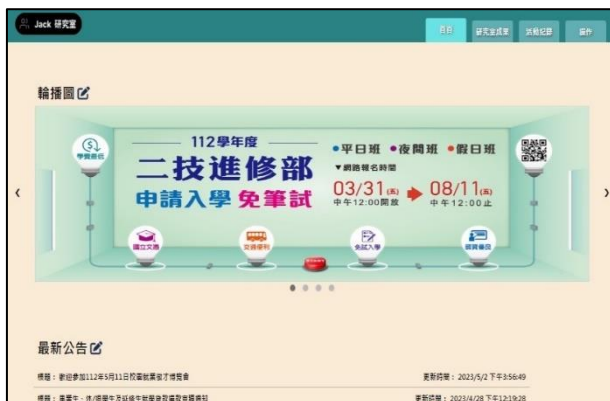 Jack 研究室
首頁 研究室成果 活動紀錄 操作
輪播圖
112學年度
二技進修部
申請入學 免筆試
●平日班 ●夜間班 ●假日班
▼網路報名時間
03/31(五) 08/11(五)
中午12:00開放 中午12:00止
學費最低
國立文憑
交通便利
免試入學
最新公告
標題: 歡迎參加112年5月11日校園就業徵才博覽會
更新時間: 2023/5/2 下午3:56:49
更新時間: 2023/4/28 下午12:19:28